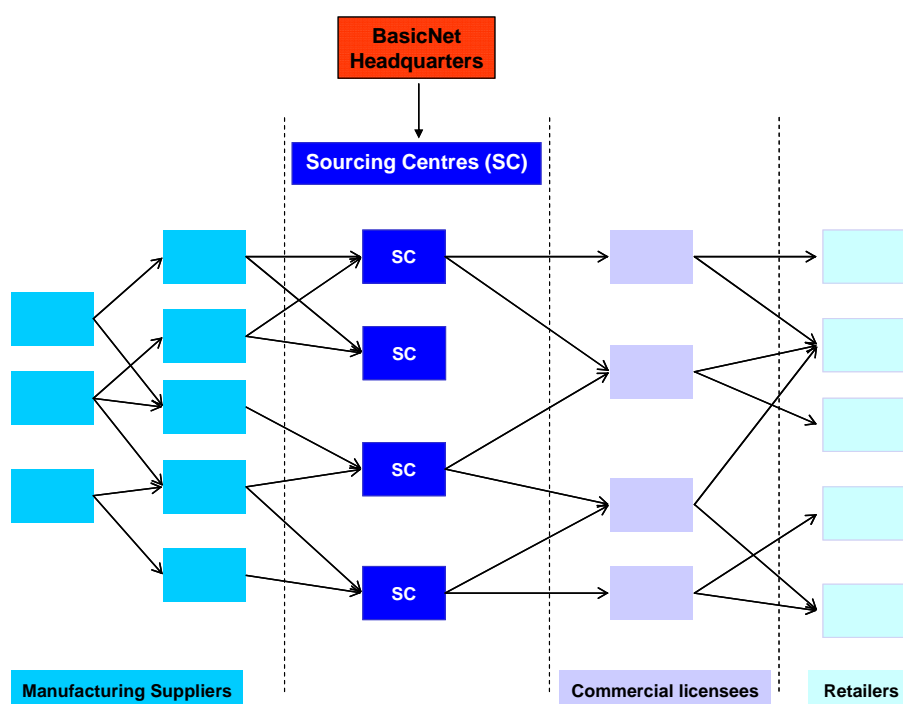 BasicNet
Headquarters
Sourcing Centres (SC)
SC
SC
SC
SC
Manufacturing Suppliers
Commercial licensees
Retailers